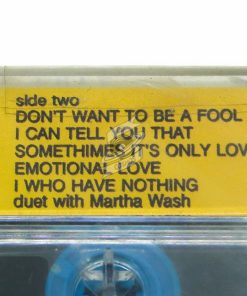 side two
DON'T WANT TO BE A FOOL
I CAN TELL YOU THAT
SOMETHIMES IT'S ONLY LOV
EMOTIONAL LOVE
I WHO HAVE NOTHING
duet with Martha Wash